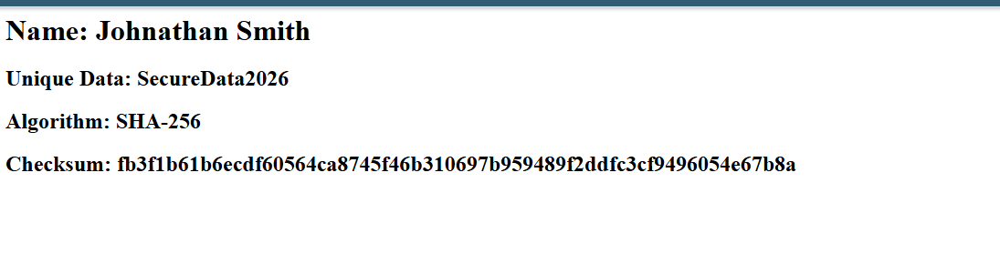 Name: Johnathan Smith
Unique Data: SecureData2026
Algorithm: SHA-256
Checksum: fb3f1b61b6ecdf60564ca8745f46b310697b959489f2ddfc3cf9496054e67b8a